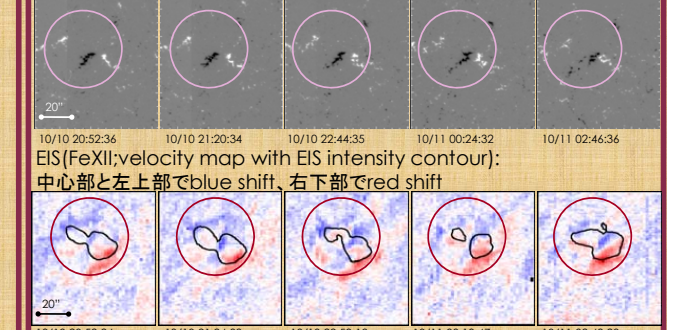 20”
10/10 20:52:36 10/10 21:20:34 10/10 22:44:35 10/11 00:24:32 10/11 02:46:36
EIS(FeXII;velocity map with EIS intensity contour):
中心部と左上部でblue shift、右下部でred shift
20”